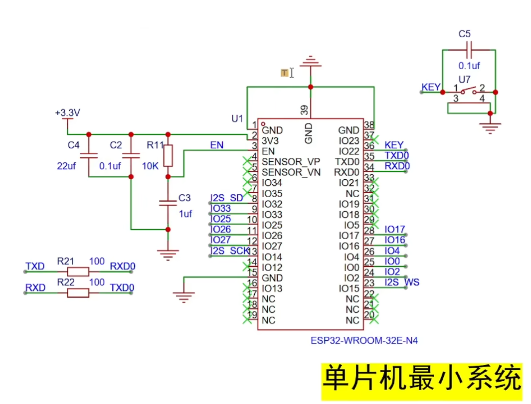 C5
0.1uf
KEY
U7
1 2
3 4
+3.3V
C4
22uf
C2
0.1uf
R11
10K
EN
C3
1uf
U1
39
GND
1 GND
2 3V3
3 EN
4 SENSOR_VP
5 SENSOR_VN
6 IO34
7 IO35
I2S_SD 8 IO32
IO33 9 IO33
IO25 10 IO25
IO26 11 IO26
IO27 12 IO27
I2S_SCK 13 IO14
14 IO12
15 GND
16 IO13
17 NC
18 NC
19 NC
GND 38
IO23 37
IO22 36 KEY
TXD0 35 TXD0
RXD0 34 RXD0
IO21 33
NC 32
IO19 31
IO18 30
IO5 29
IO17 28 IO17
IO16 27 IO16
IO4 26 IO4
IO0 25 IO0
IO2 24 IO2
IO15 23 I2S_WS
NC 22
NC 21
NC 20
TXD R21 100 RXD0
RXD R22 100 TXD0
ESP32-WROOM-32E-N4
单片机最小系统